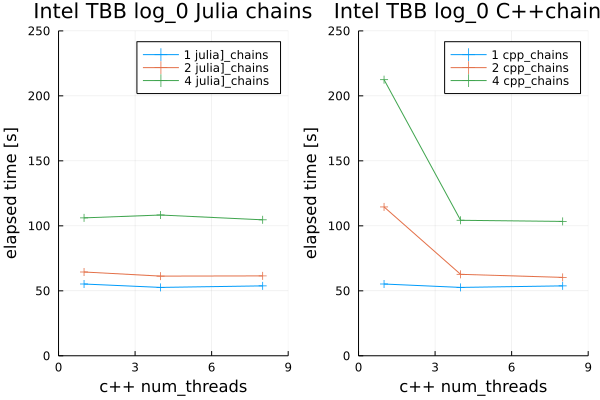 Intel TBB log_0 Julia chains
250
200
150
100
50
0
0 3 6 9
elapsed time [s]
c++ num_threads
1 julia]_chains
2 julia]_chains
4 julia]_chains
Intel TBB log_0 C++chain
250
200
150
100
50
0
0 3 6 9
elapsed time [s]
c++ num_threads
1 cpp_chains
2 cpp_chains
4 cpp_chains